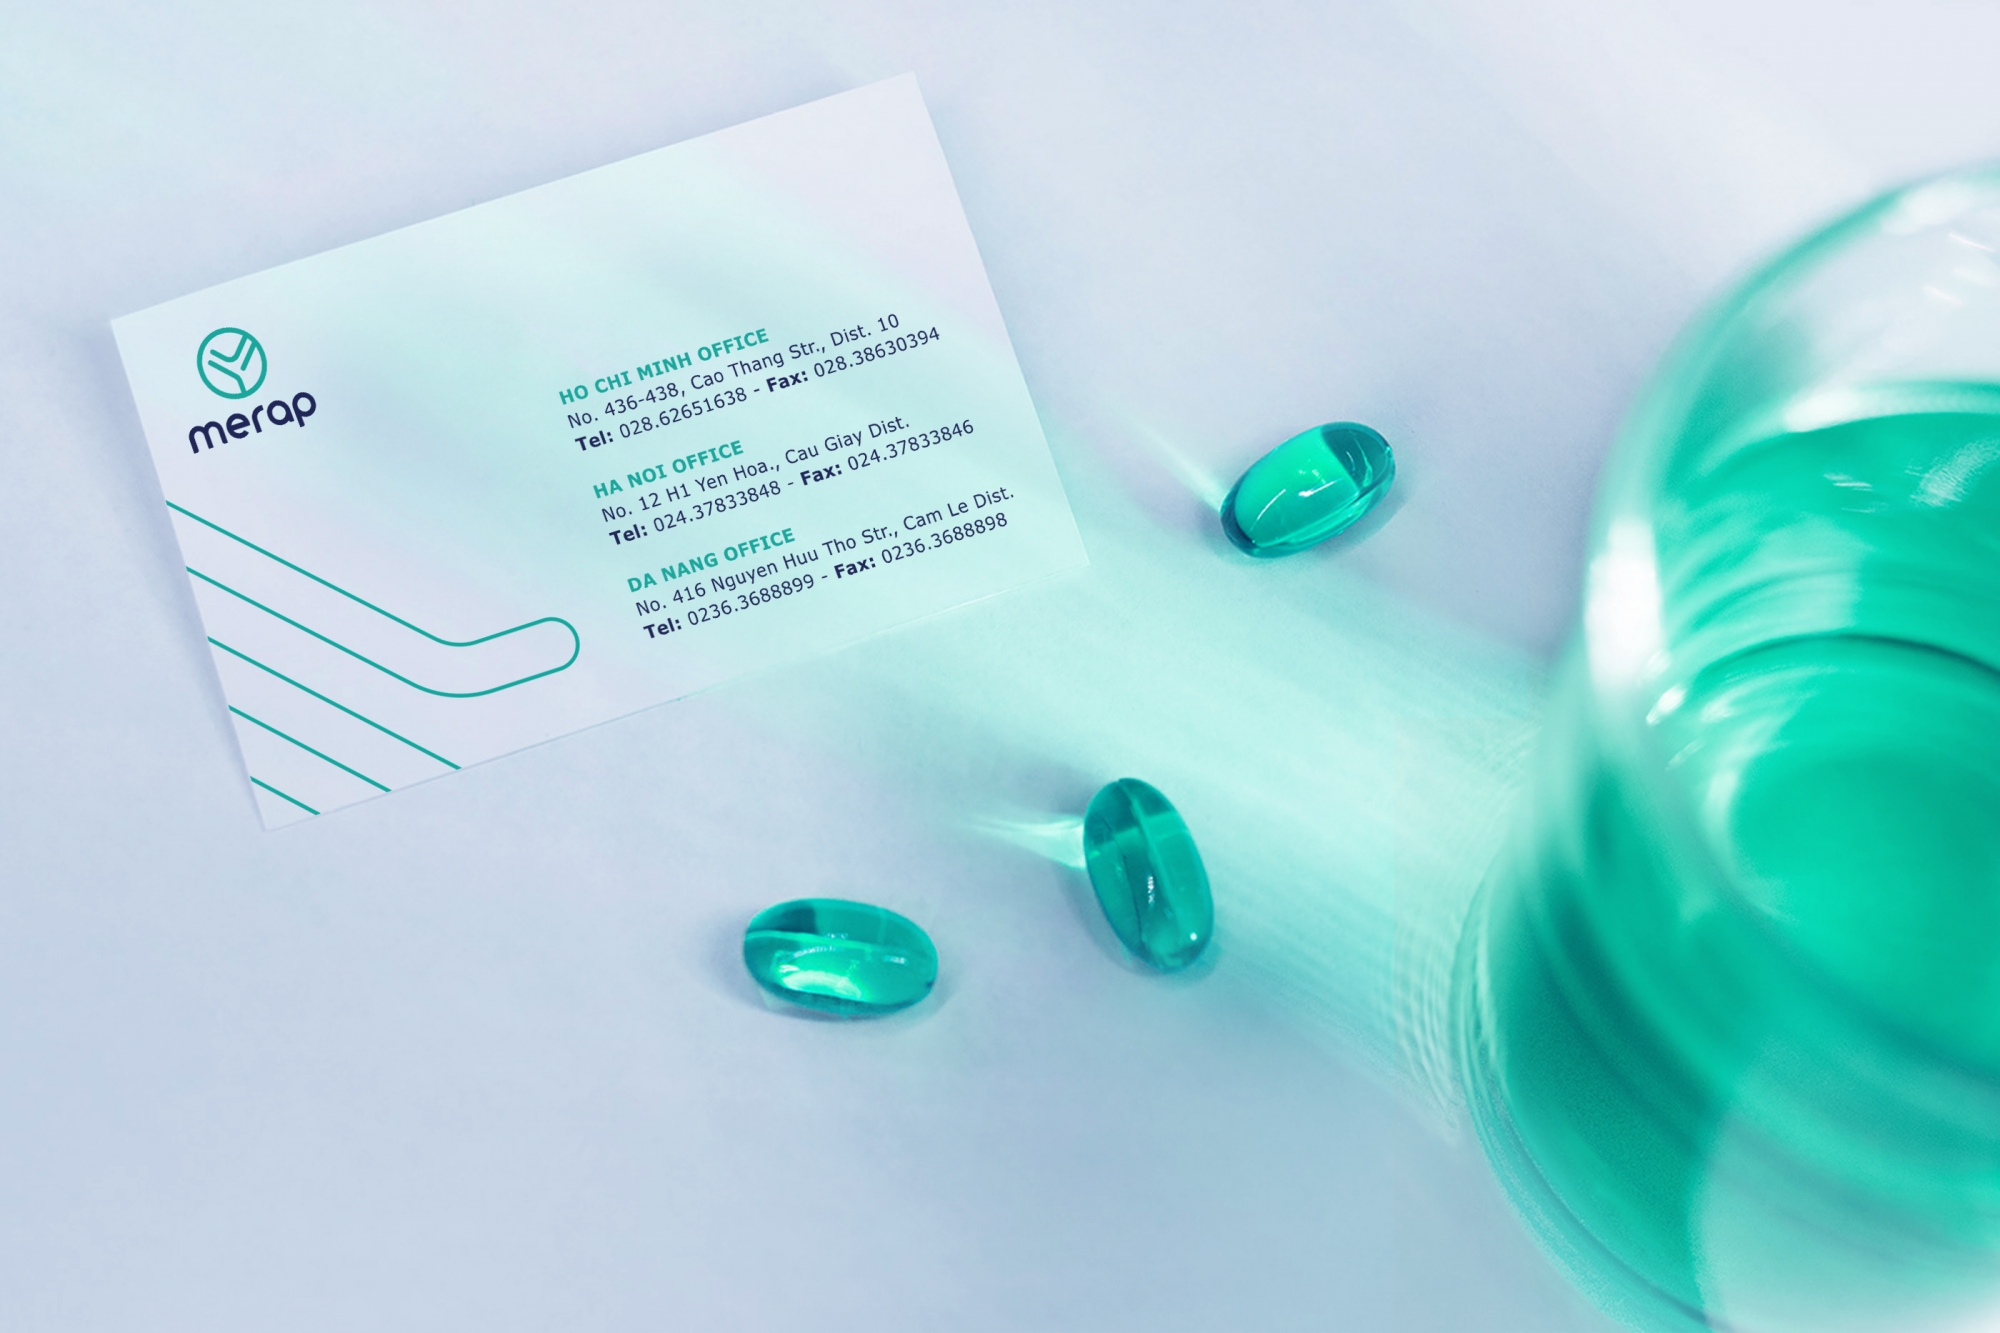 merap
HO CHI MINH OFFICE
No. 436-438, Cao Thang Str., Dist. 10
Tel: 028.62651638 - Fax: 028.38630394
HA NOI OFFICE
No. 12 H1 Yen Hoa., Cau Giay Dist.
Tel: 024.37833848 - Fax: 024.37833846
DA NANG OFFICE
No. 416 Nguyen Huu Tho Str., Cam Le Dist.
Tel: 0236.3688899 - Fax: 0236.3688898